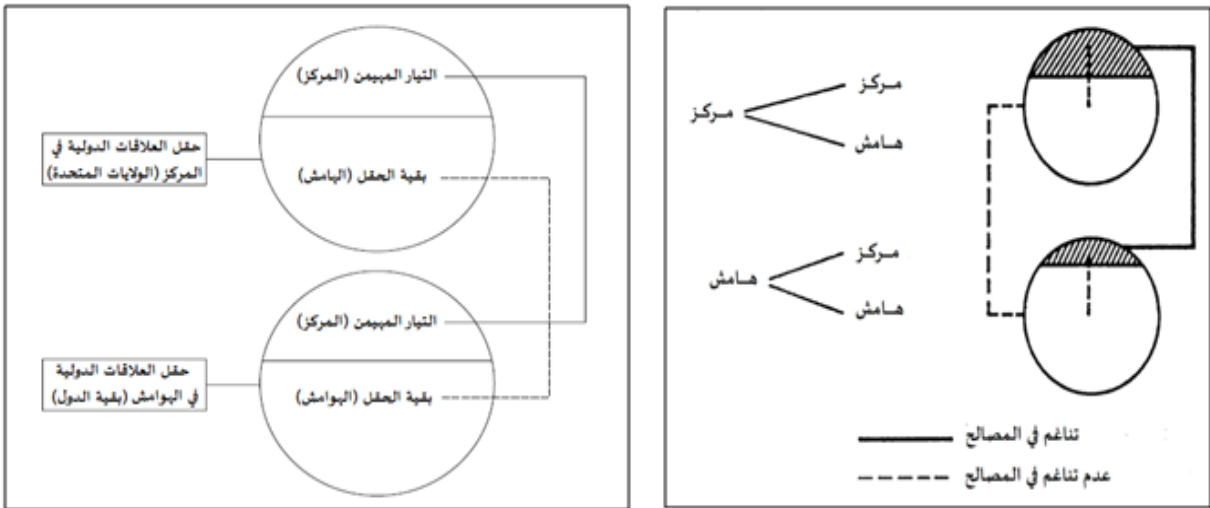 التيار المهيمن (المركز)
حقل العلاقات الدولية في
المركز (الولايات المتحدة)
بقية الحقل (الهامش)
التيار المهيمن (المركز)
حقل العلاقات الدولية
في الهوامش (بقية الدول)
بقية الحقل (الهوامش)
مركز
مركز
هامش
مركز
هامش
هامش
تناغم في المصالح
عدم تناغم في المصالح